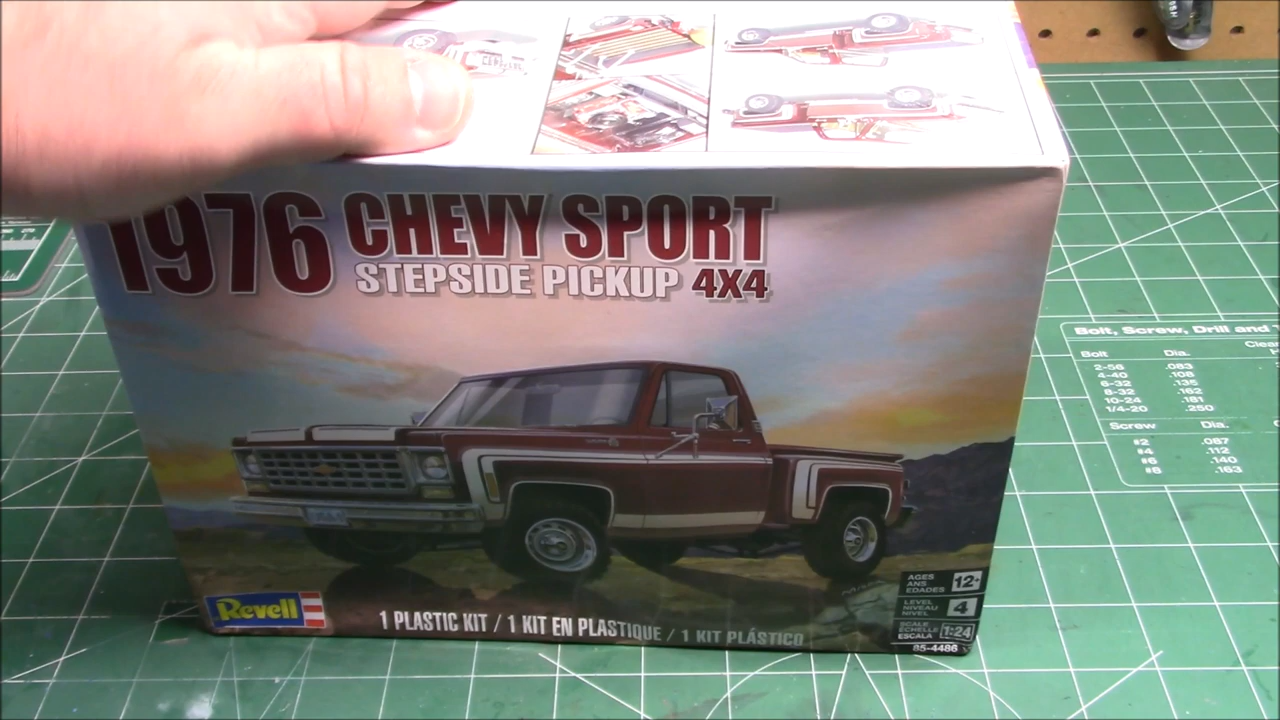 1976 CHEVY SPORT
STEPSIDE PICKUP 4X4
Revell
1 PLASTIC KIT / 1 KIT EN PLASTIQUE / 1 KIT PLÁSTICO
AGES
ANS
EDADES
12+
LEVEL
NIVEAU
NIVEL
4
SCALE
ÉCHELLE
ESCALA
1:24
85-4486
Bolt, Screw, Drill and
Bolt Dia.
2-56 .083
4-40 .108
6-32 .135
8-32 .162
10-24 .181
1/4-20 .250
Screw Dia.
#2 .087
#4 .112
#6 .140
#8 .163